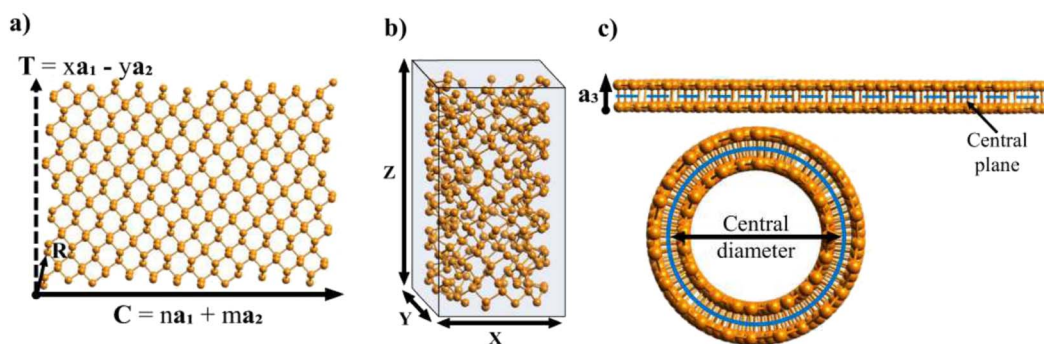 a)
T = xa₁ - ya₂
R
C = na₁ + ma₂
b)
Z
Y
X
c)
a₃
Central
plane
Central
diameter